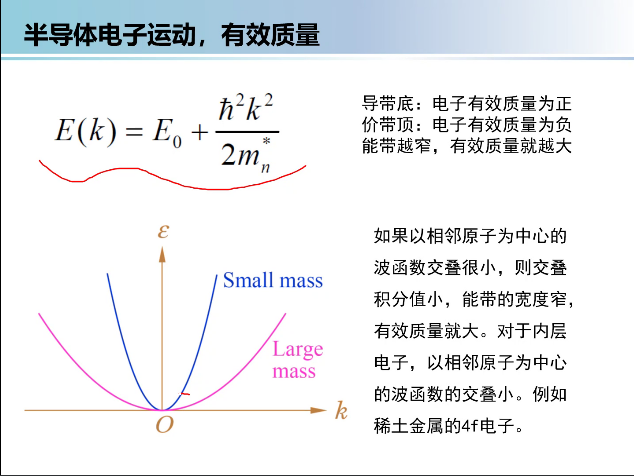 半导体电子运动，有效质量
E(k) = E₀ + ħ²k² / 2mₙ*
导带底：电子有效质量为正
价带顶：电子有效质量为负
能带越窄，有效质量就越大
如果以相邻原子为中心的
波函数交叠很小，则交叠
积分值小，能带的宽度窄，
有效质量就大。对于内层
电子，以相邻原子为中心
的波函数的交叠小。例如
稀土金属的4f电子。
ε
Small mass
Large
mass
k
O